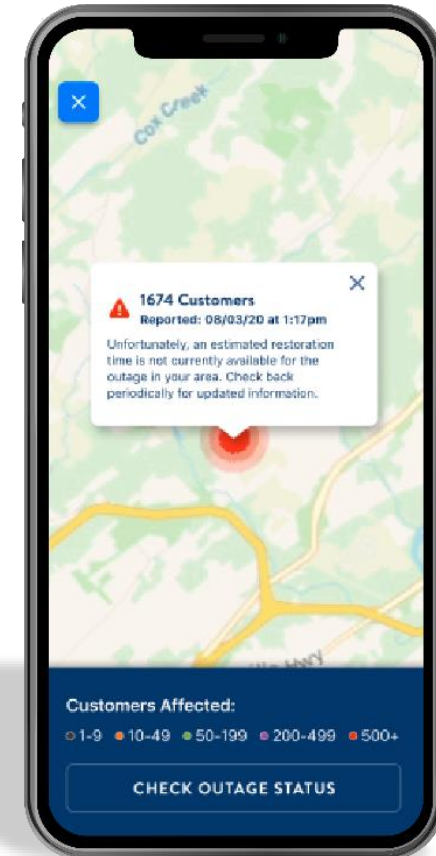 Cox Creek
1674 Customers
Reported: 08/03/20 at 1:17pm
Unfortunately, an estimated restoration
time is not currently available for the
outage in your area. Check back
periodically for updated information.
Hwy
Customers Affected:
1-9 10-49 50-199 200-499 500+
CHECK OUTAGE STATUS